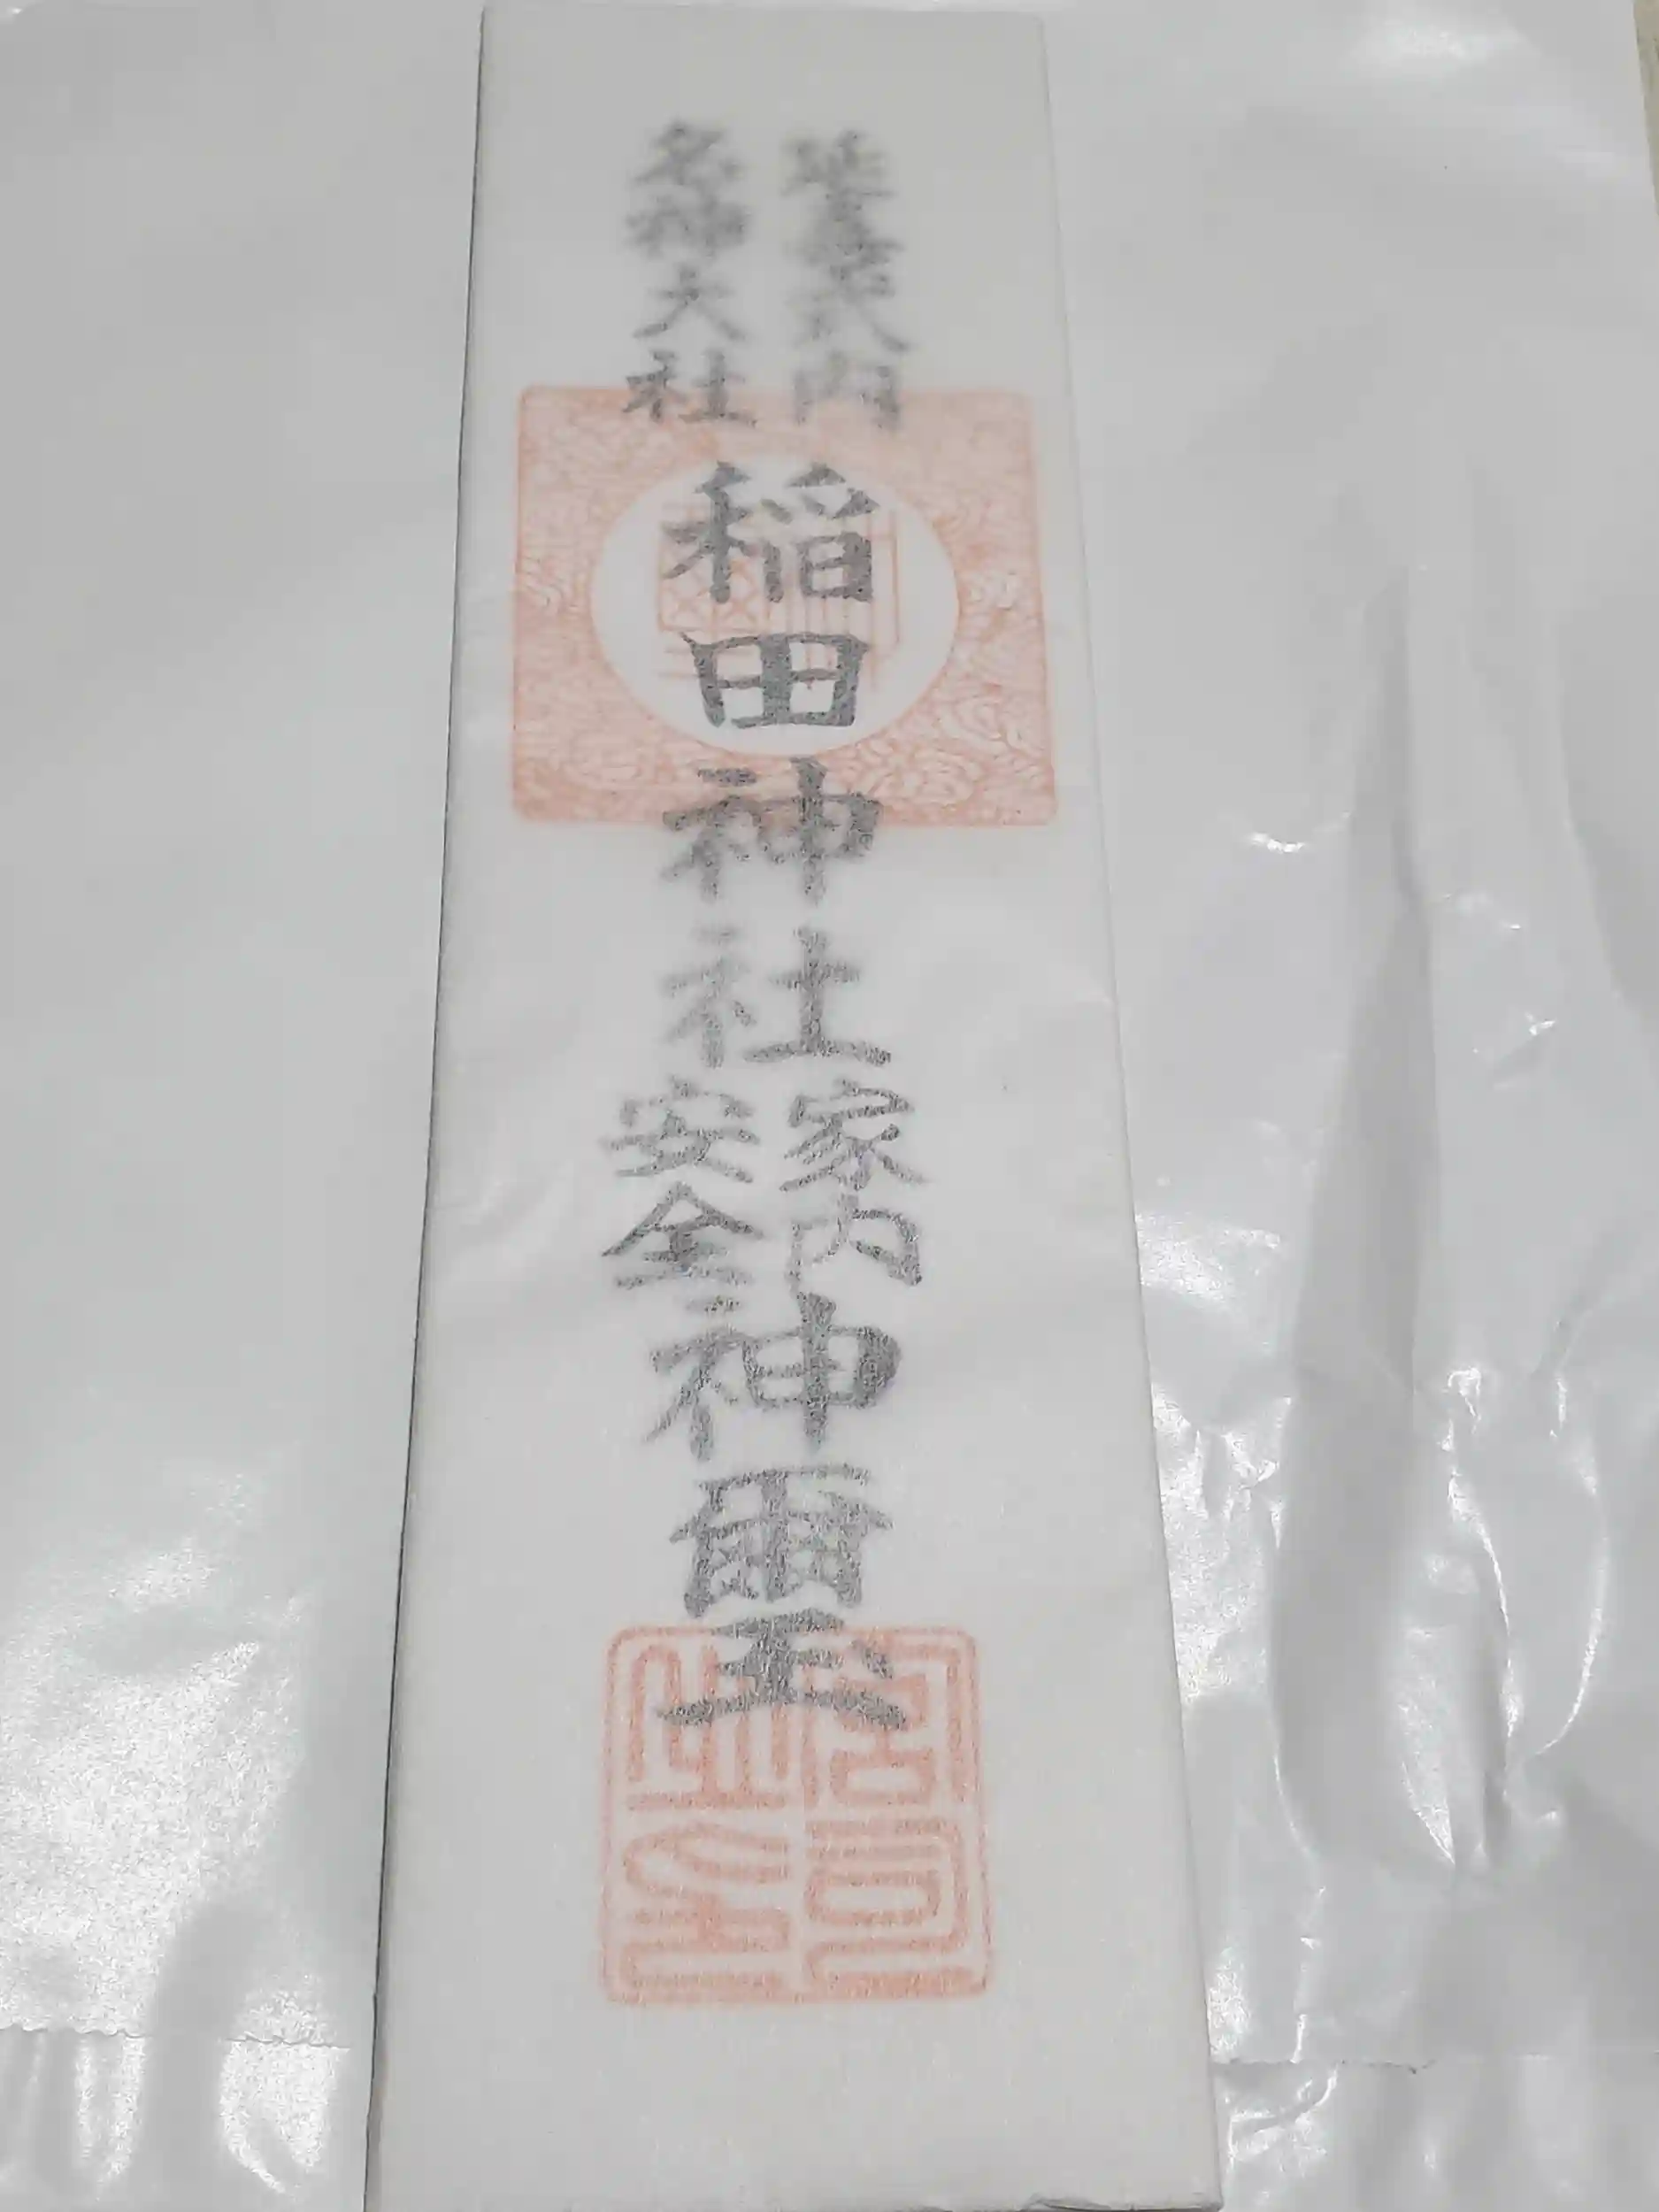 延喜式内
名神大社
稲田神社
家内
安全
神璽